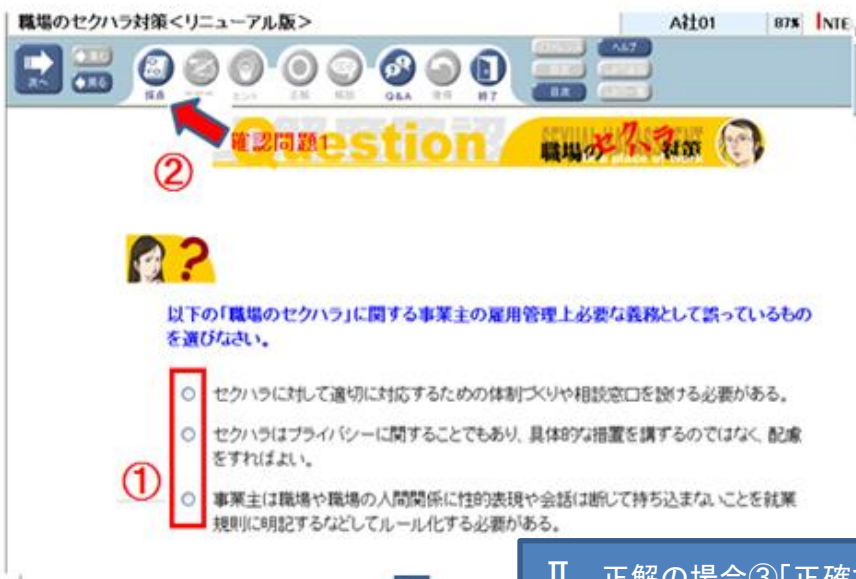 職場のセクハラ対策<リニューアル版>
A社01
87%
NTE
次へ
戻る
採点
ヒント
正解
解説
Q&A
復習
終了
ヘルプ
目次
②
確認問題1
Question
職場のセクハラ対策
?
以下の「職場のセクハラ」に関する事業主の雇用管理上必要な義務として誤っているもの
を選びなさい。
①
セクハラに対して適切に対応するための体制づくりや相談窓口を設ける必要がある。
セクハラはプライバシーに関することでもあり、具体的な措置を講ずるのではなく、配慮
をすればよい。
事業主は職場や職場の人間関係に性的表現や会話は断じて持ち込まないことを就業
規則に明記するなどしてルール化する必要がある。
Ⅱ 正解の場合③「正確